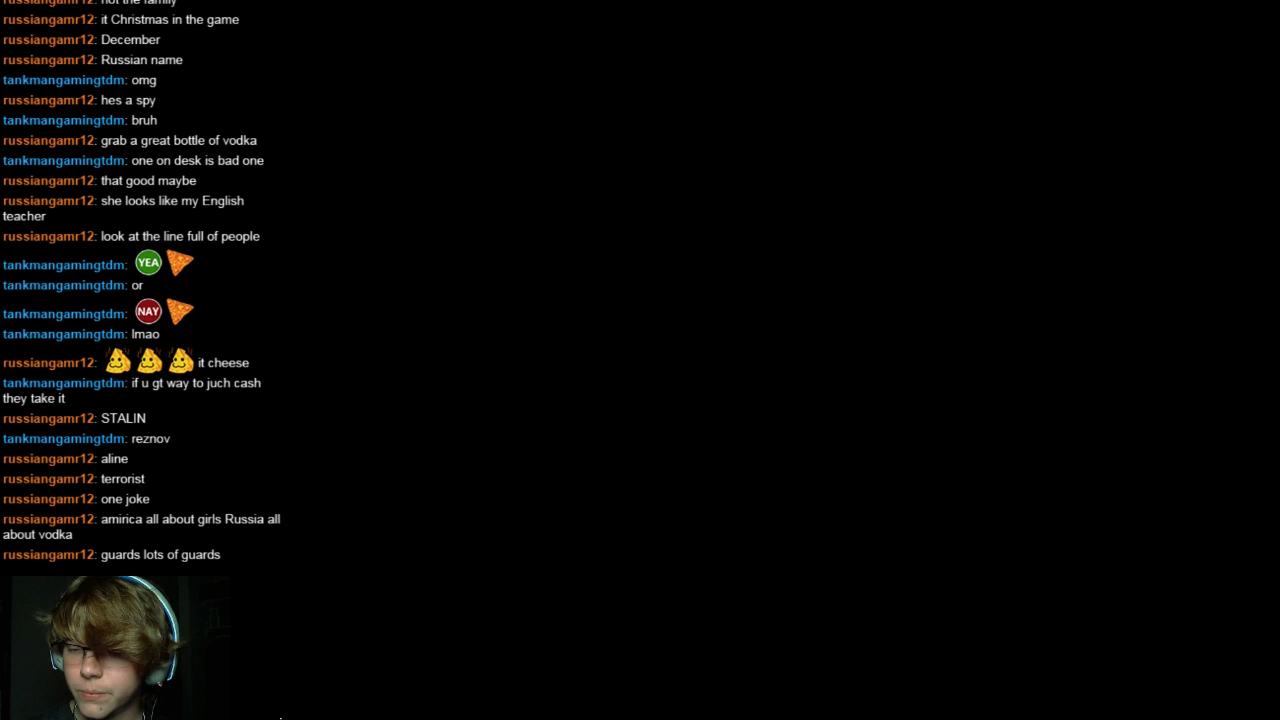 russiangamr12: not the family
russiangamr12: it Christmas in the game
russiangamr12: December
russiangamr12: Russian name
tankmangamingtdm: omg
russiangamr12: hes a spy
tankmangamingtdm: bruh
russiangamr12: grab a great bottle of vodka
tankmangamingtdm: one on desk is bad one
russiangamr12: that good maybe
russiangamr12: she looks like my English
teacher
russiangamr12: look at the line full of people
tankmangamingtdm: YEA
tankmangamingtdm: or
tankmangamingtdm: NAY
tankmangamingtdm: lmao
russiangamr12: it cheese
tankmangamingtdm: if u gt way to juch cash
they take it
russiangamr12: STALIN
tankmangamingtdm: reznov
russiangamr12: aline
russiangamr12: terrorist
russiangamr12: one joke
russiangamr12: amirica all about girls Russia all
about vodka
russiangamr12: guards lots of guards